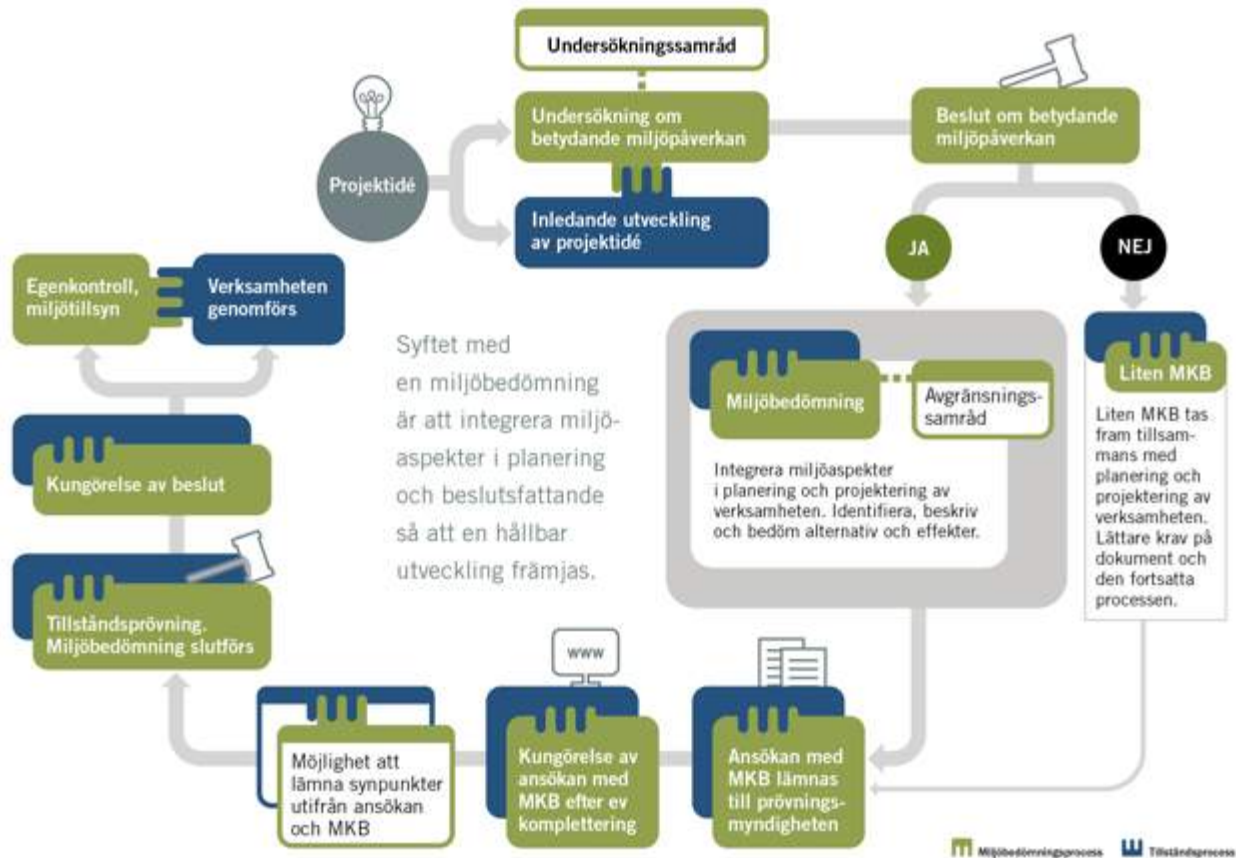 Undersökningssamråd
Undersökning om
betydande miljöpåverkan
Beslut om betydande
miljöpåverkan
Projektidé
Inledande utveckling
av projektidé
JA
NEJ
Egenkontroll,
miljötillsyn
Verksamheten
genomförs
Syftet med
en miljöbedömning
är att integrera miljö-
aspekter i planering
och beslutsfattande
så att en hållbar
utveckling främjas.
Miljöbedömning
Avgränsnings-
samråd
Integrera miljöaspekter
i planering och projektering av
verksamheten. Identifiera, beskriv
och bedöm alternativ och effekter.
Liten MKB
Liten MKB tas
fram tillsam-
mans med
planering och
projektering av
verksamheten.
Lättare krav på
dokument och
den fortsatta
processen.
Kungörelse av beslut
Tillståndsprövning.
Miljöbedömning slutförs
Möjlighet att
lämna synpunkter
utifrån ansökan
och MKB
www
Kungörelse av
ansökan med
MKB efter ev
komplettering
Ansökan med
MKB lämnas
till prövnings-
myndigheten
Miljöbedömningsprocess
Tillståndsprocess